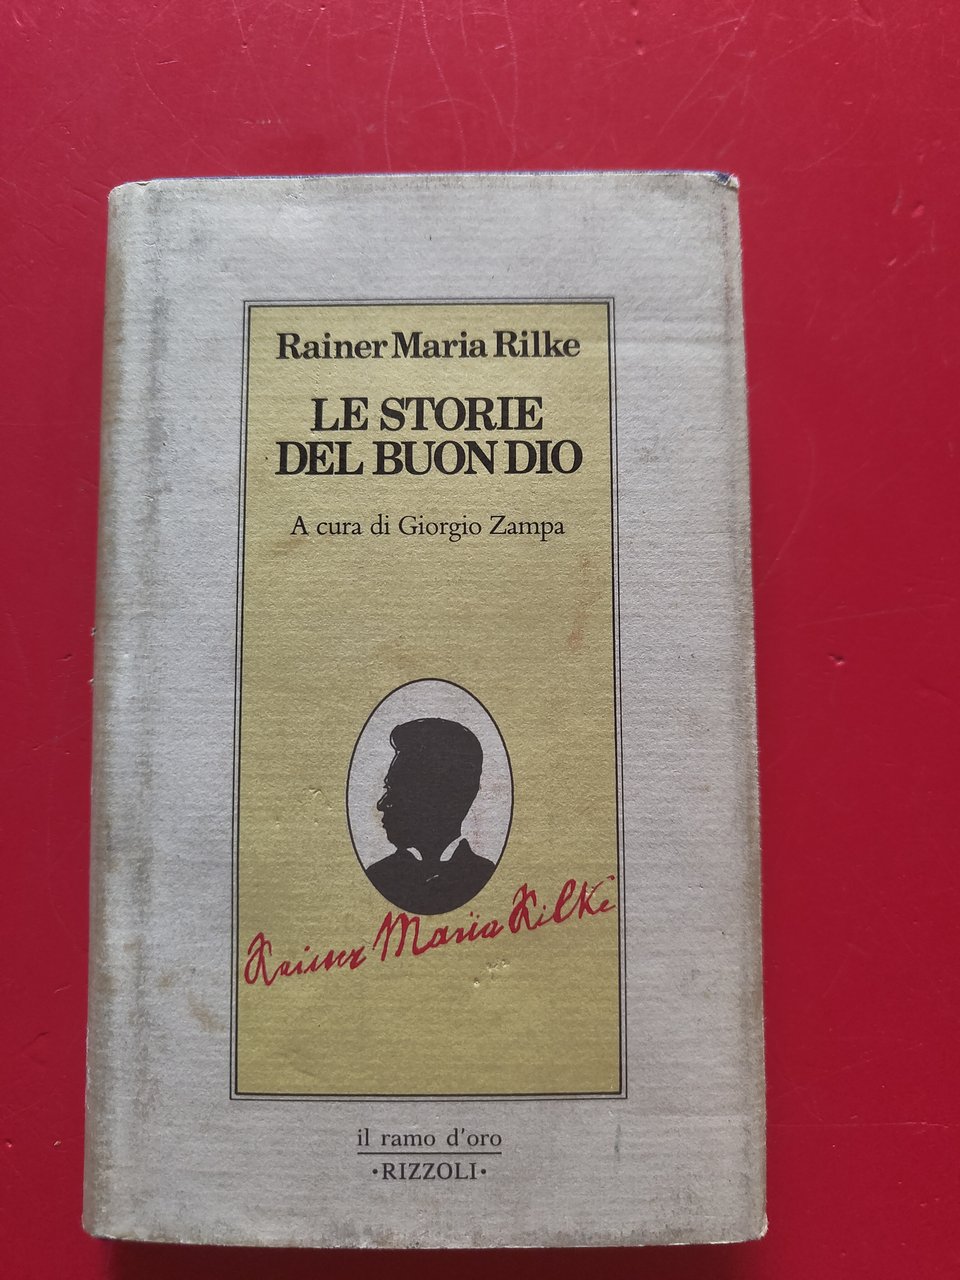 Rainer Maria Rilke
LE STORIE
DEL BUON DIO
A cura di Giorgio Zampa
Rainer Maria Rilke
il ramo d'oro
•RIZZOLI•